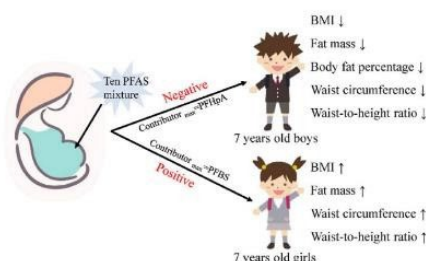 Ten PFAS
mixture
Negative
Contributor max=PFHpA
Contributor max=PFBS
Positive
BMI ↓
Fat mass ↓
Body fat percentage ↓
Waist circumference ↓
Waist-to-height ratio ↓
7 years old boys
BMI ↑
Fat mass ↑
Waist circumference ↑
Waist-to-height ratio ↑
7 years old girls